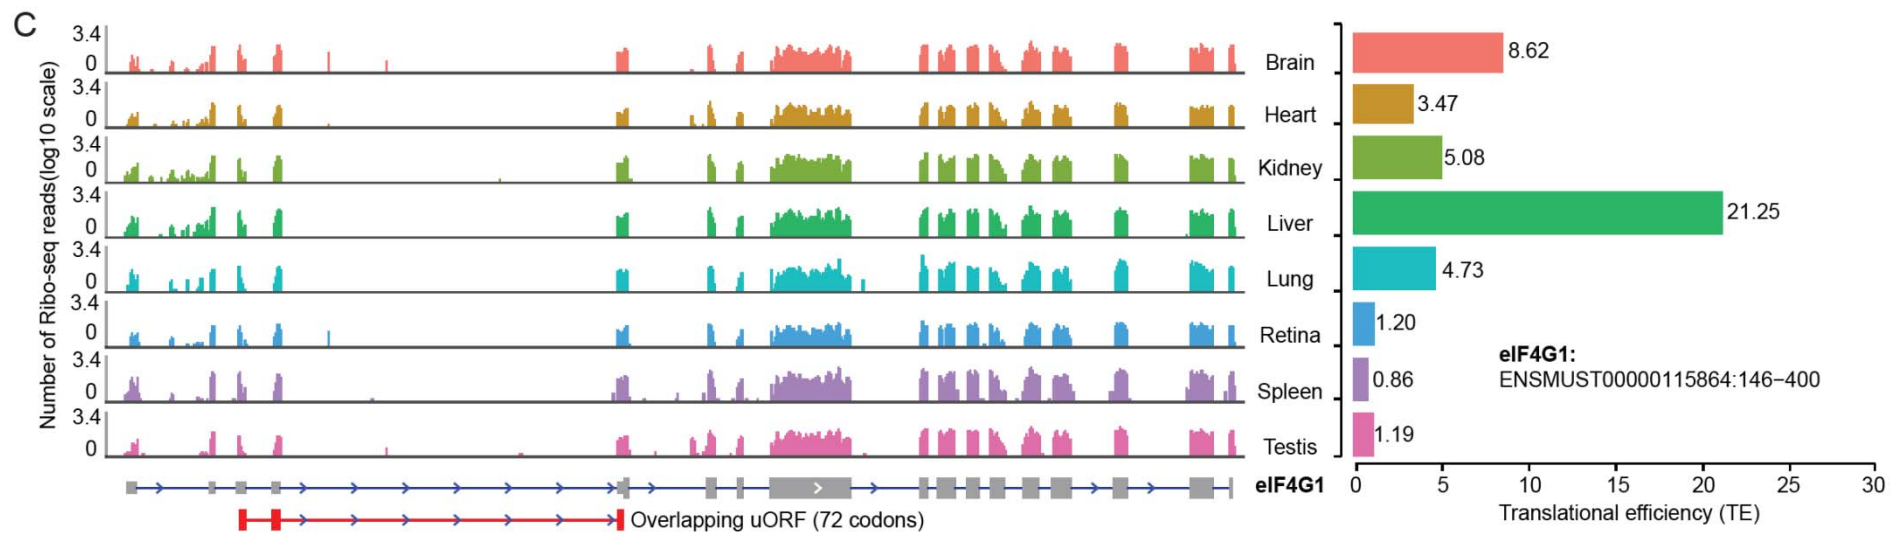 C
Number of Ribo-seq reads(log10 scale)
3.4
0
Brain
8.62
3.4
0
Heart
3.47
3.4
0
Kidney
5.08
3.4
0
Liver
21.25
3.4
0
Lung
4.73
3.4
0
Retina
1.20
3.4
0
Spleen
0.86
3.4
0
Testis
1.19
eIF4G1:
ENSMUST00000115864:146−400
eIF4G1
0 5 10 15 20 25 30
Translational efficiency (TE)
Overlapping uORF (72 codons)